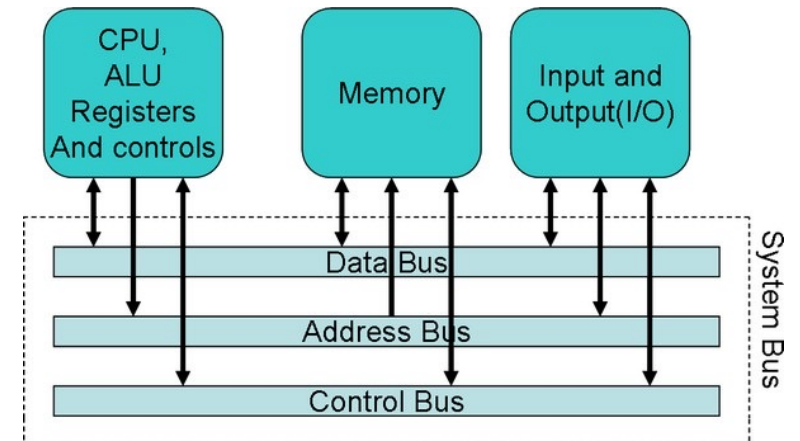 CPU,
ALU
Registers
And controls
Memory
Input and
Output(I/O)
Data Bus
Address Bus
Control Bus
System Bus